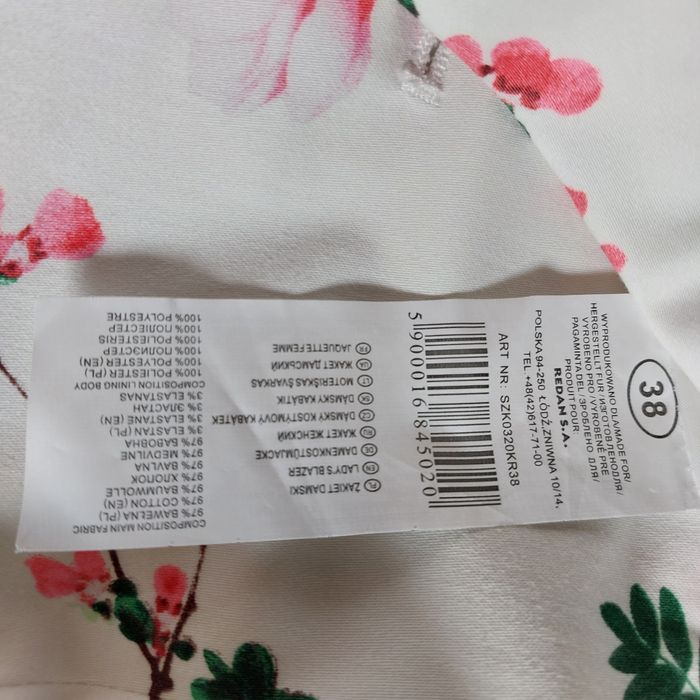 38
WYPRODUKOWANO DLA/MADE FOR/
HERGESTELLT FÜR /ИЗГОТОВЛЕНОДЛЯ/
VYROBENO PRO / VYROBENÉ PRE
PAGAMINTA DEL / ЗРОБЛЕНО ДЛЯ/
PRODUIT POUR
REDAN S.A.
POLSKA 94-250 ŁÓDŹ, ŻNIWNA 10/14,
TEL. +48(42)617-71-00
ART NR: SZK0320KR38
5 900016 845020
PL ŻAKIET DAMSKI
EN LADY'S BLAZER
DE DAMENKOSTÜMJACKE
RU ЖАКЕТ ЖЕНСКИЙ
CZ DÁMSKÝ KOSTÝMOVÝ KABÁTEK
SK DÁMSKY KABÁTIK
LT MOTERIŠKAS ŠVARKAS
UA ЖАКЕТ ДАМСЬКИЙ
FR JAQUETTE FEMME
COMPOSITION MAIN FABRIC
97% BAWEŁNA (PL)
97% COTTON (EN)
97% BAUMWOLLE
97% ХЛОПОК
97% BAVLNA
97% MEDVILNE
97% БАВОВНА
3% ELASTAN (PL)
3% ELASTANE (EN)
3% ЭЛАСТАН
3% ELASTANAS
COMPOSITION LINING BODY
100% POLIESTER (PL)
100% POLYESTER (EN)
100% ПОЛИЭСТЕР
100% POLIESTERIS
100% ПОЛІЕСТЕР
100% POLYESTRE